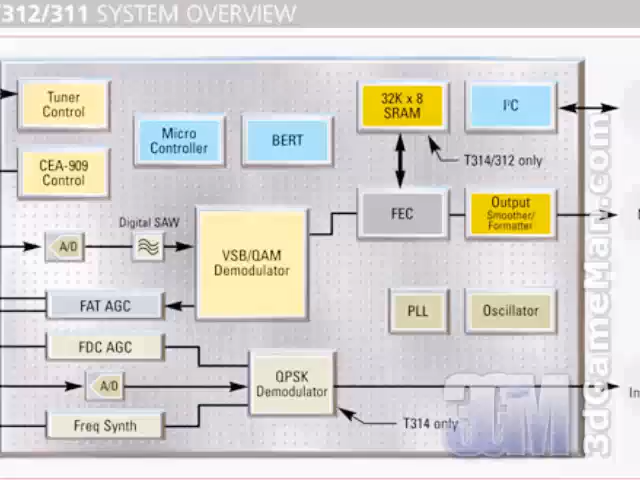 T312/311 SYSTEM OVERVIEW
Tuner
Control
CEA-909
Control
Micro
Controller
BERT
32K x 8
SRAM
I²C
T314/312 only
Digital SAW
A/D
VSB/QAM
Demodulator
FEC
Output
Smoother/
Formatter
FAT AGC
PLL
Oscillator
FDC AGC
A/D
QPSK
Demodulator
Freq Synth
T314 only
3GM
3dGameMan.com